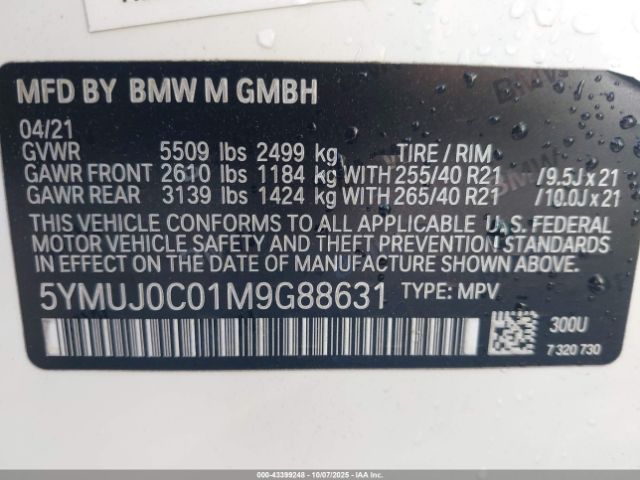 MFD BY BMW M GMBH
04/21
GVWR 5509 lbs 2499 kg TIRE / RIM
GAWR FRONT 2610 lbs 1184 kg WITH 255/40 R21 /9.5J x 21
GAWR REAR 3139 lbs 1424 kg WITH 265/40 R21 /10.0J x 21
THIS VEHICLE CONFORMS TO ALL APPLICABLE U.S. FEDERAL
MOTOR VEHICLE SAFETY AND THEFT PREVENTION STANDARDS
IN EFFECT ON THE DATE OF MANUFACTURE SHOWN ABOVE.
5YMUJ0C01M9G88631 TYPE: MPV
300U
7 320 730
000-43399248 - 10/07/2025 - IAAI.COM